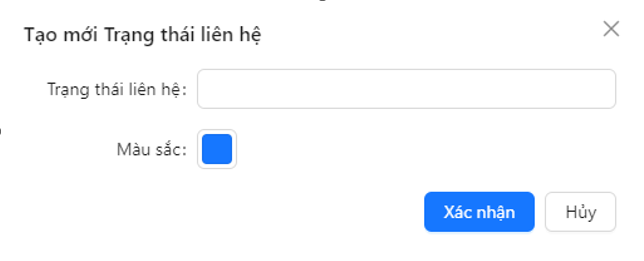 Tạo mới Trạng thái liên hệ
Trạng thái liên hệ:
Màu sắc:
Xác nhận Hủy